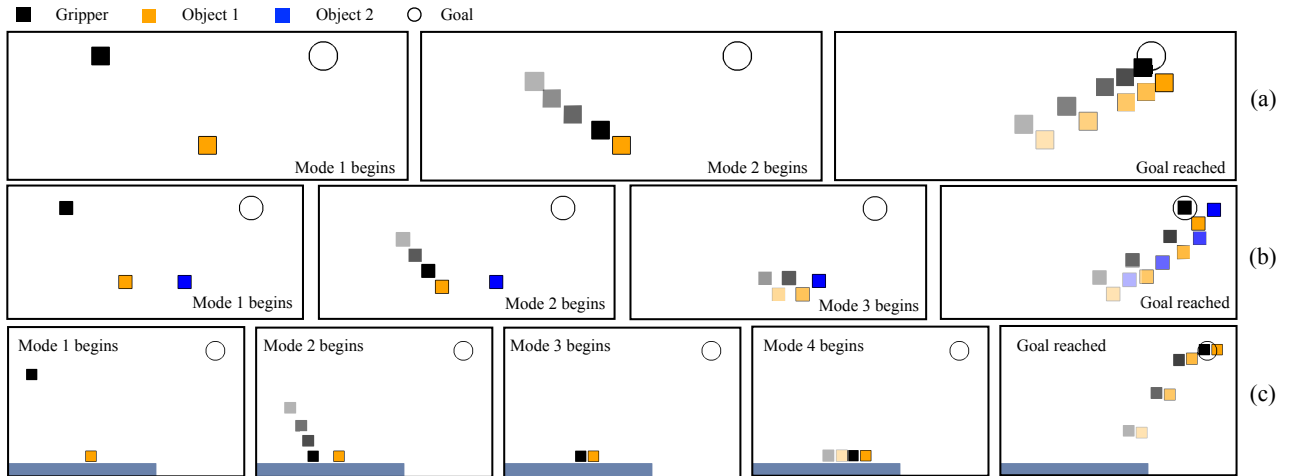 Gripper Object 1 Object 2 Goal
Mode 1 begins Mode 2 begins Goal reached (a)
Mode 1 begins Mode 2 begins Mode 3 begins Goal reached (b)
Mode 1 begins Mode 2 begins Mode 3 begins Mode 4 begins Goal reached (c)